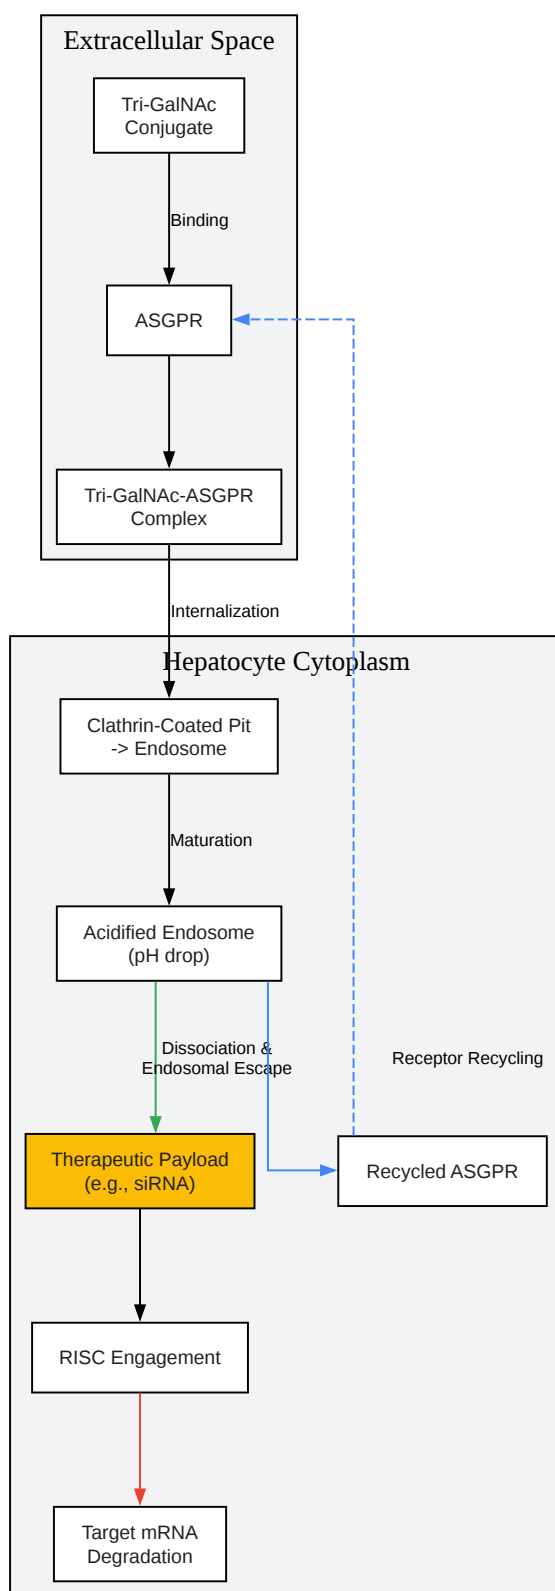 Extracellular Space
Tri-GalNAc
Conjugate
Binding
ASGPR
Tri-GalNAc-ASGPR
Complex
Internalization
Hepatocyte Cytoplasm
Clathrin-Coated Pit
-> Endosome
Maturation
Acidified Endosome
(pH drop)
Dissociation &
Endosomal Escape
Receptor Recycling
Therapeutic Payload
(e.g., siRNA)
Recycled ASGPR
RISC Engagement
Target mRNA
Degradation